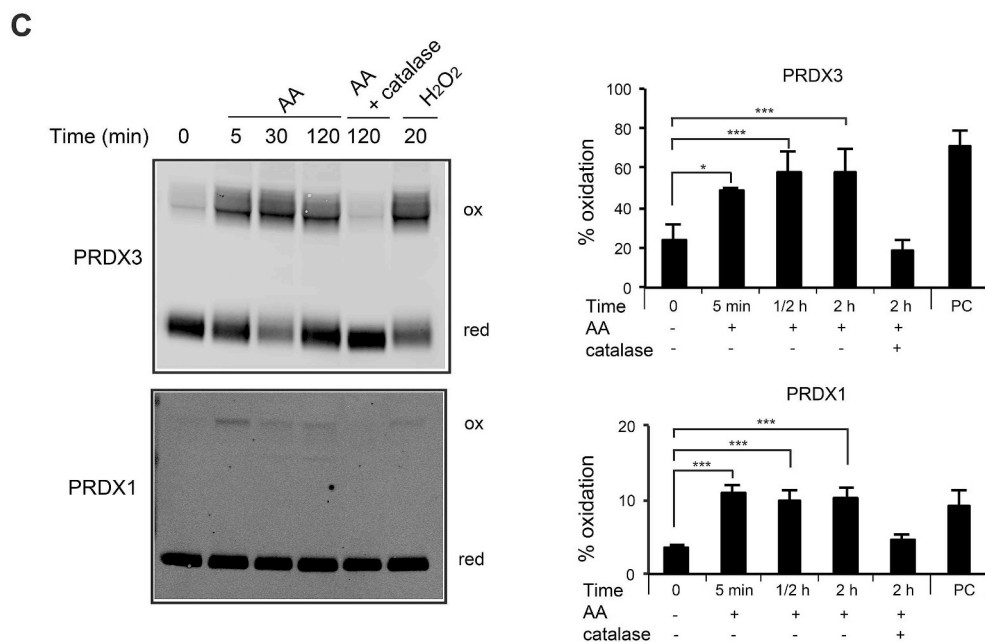 C
AA
AA
+ catalase
H₂O₂
Time (min) 0 5 30 120 120 20
PRDX3
ox
red
PRDX1
ox
red
PRDX3
100
80
60
40
20
0
% oxidation
*
***
***
Time 0 5 min 1/2 h 2 h 2 h PC
AA - + + + +
catalase - - - - +
PRDX1
20
10
0
% oxidation
***
***
***
Time 0 5 min 1/2 h 2 h 2 h PC
AA - + + + +
catalase - - - - +